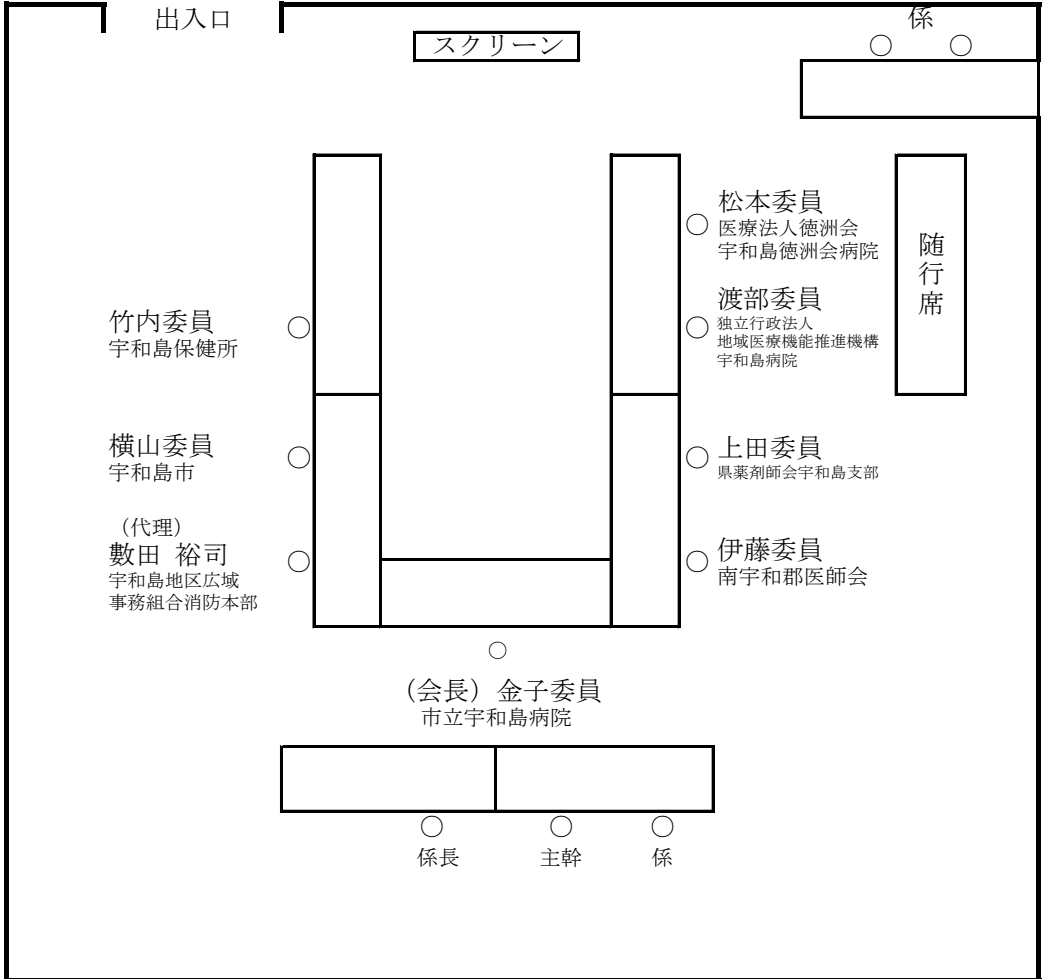 出入口
スクリーン
係
松本委員
医療法人徳洲会
宇和島徳洲会病院
随行席
渡部委員
独立行政法人
地域医療機能推進機構
宇和島病院
竹内委員
宇和島保健所
横山委員
宇和島市
上田委員
県薬剤師会宇和島支部
（代理）
數田 裕司
宇和島地区広域
事務組合消防本部
伊藤委員
南宇和郡医師会
（会長）金子委員
市立宇和島病院
係長
主幹
係